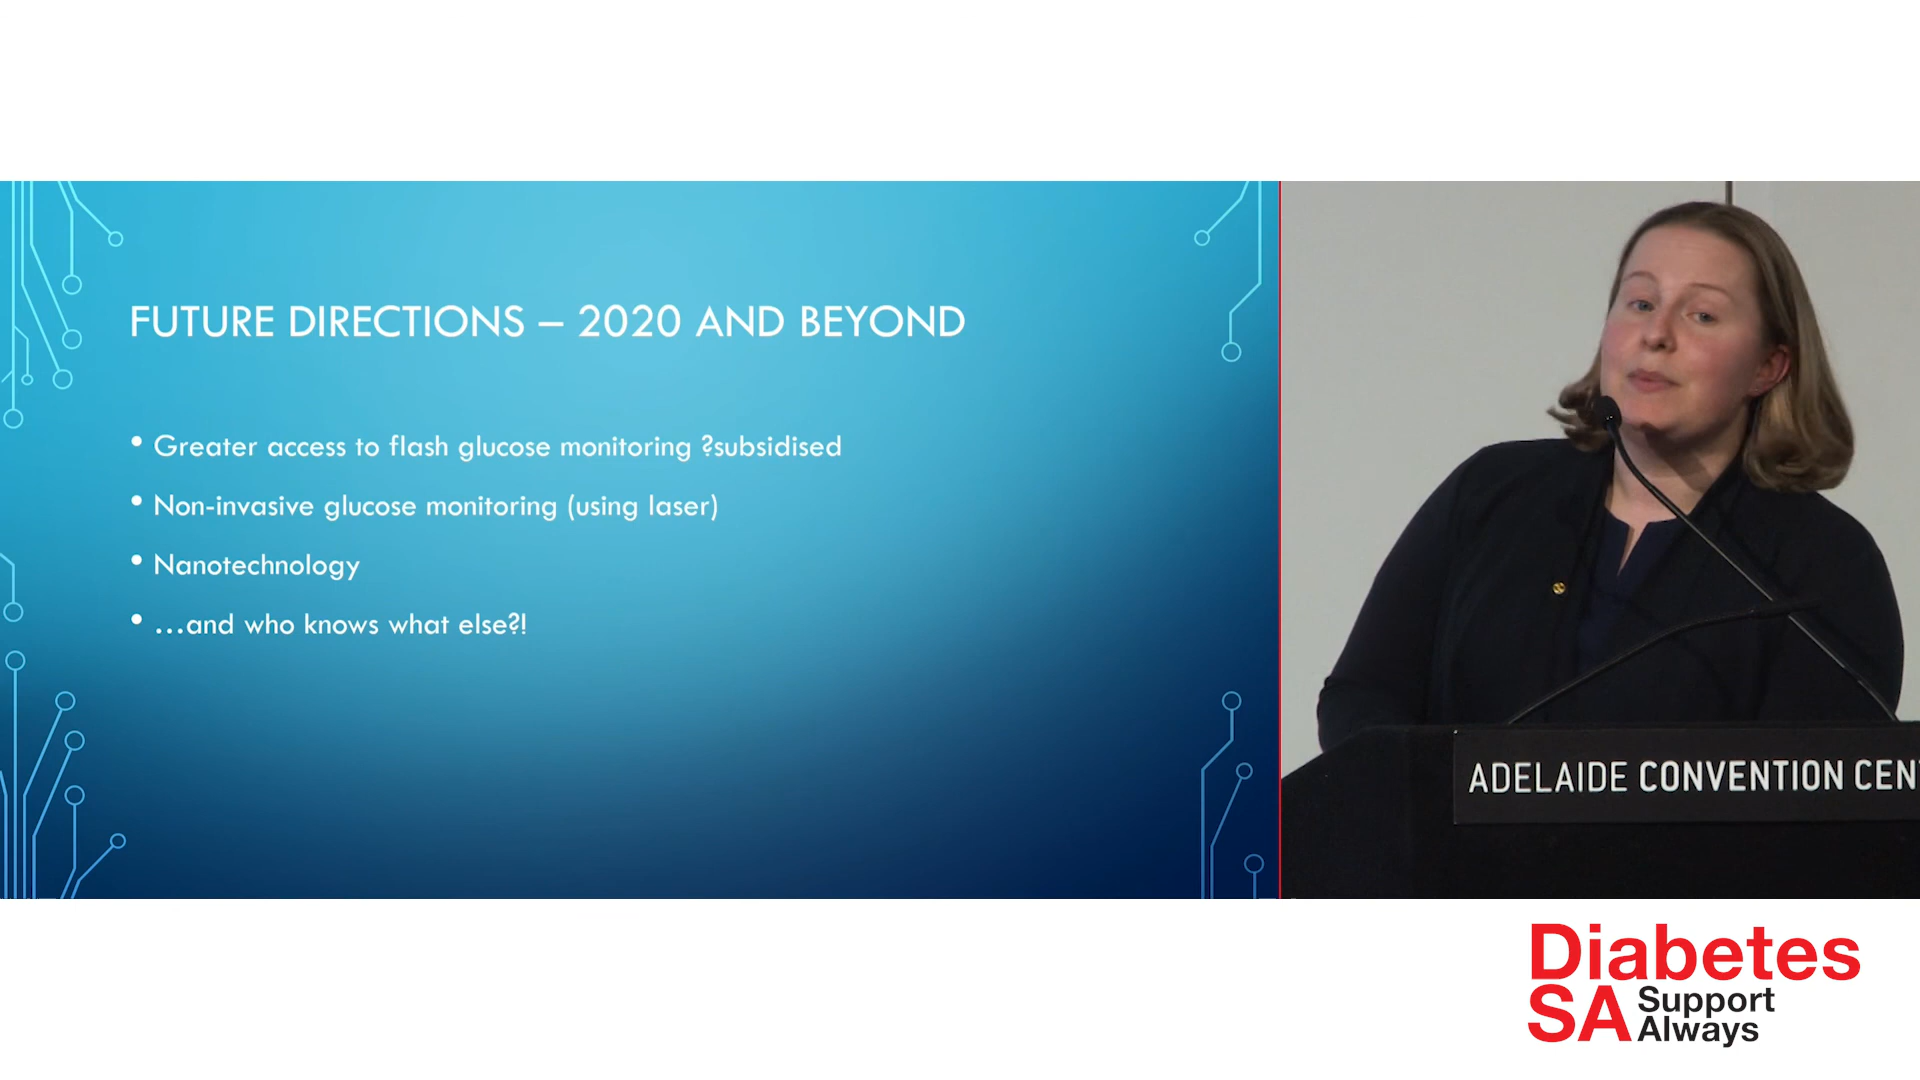 FUTURE DIRECTIONS – 2020 AND BEYOND
• Greater access to flash glucose monitoring ?subsidised
• Non-invasive glucose monitoring (using laser)
• Nanotechnology
• ...and who knows what else?!
ADELAIDE CONVENTION CEN
Diabetes
SA Support
Always